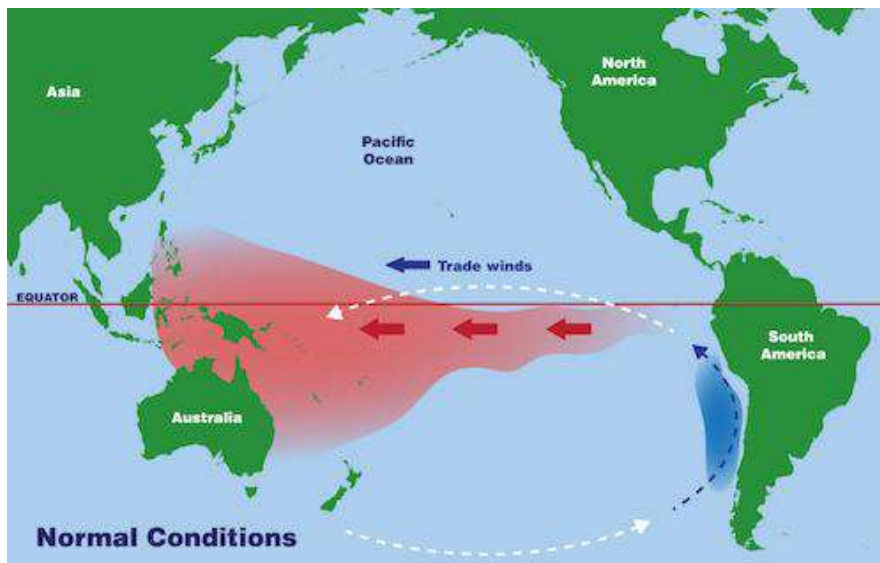 Asia
North
America
Pacific
Ocean
Trade winds
EQUATOR
South
America
Australia
Normal Conditions